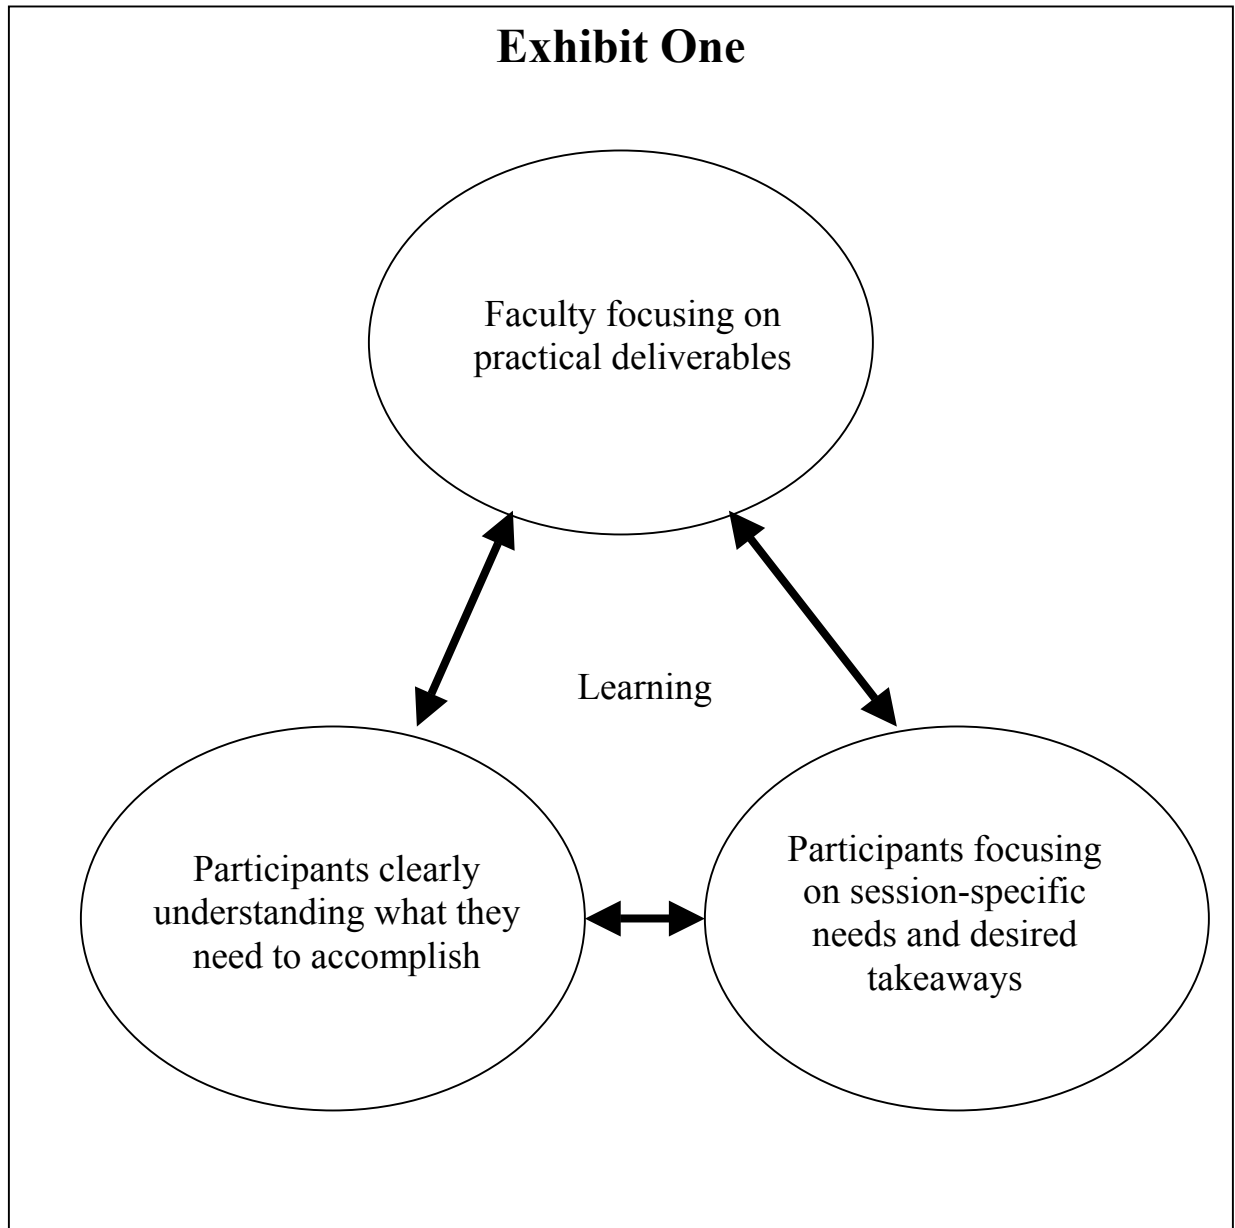 Exhibit One
Faculty focusing on
practical deliverables
Learning
Participants clearly
understanding what they
need to accomplish
Participants focusing
on session-specific
needs and desired
takeaways